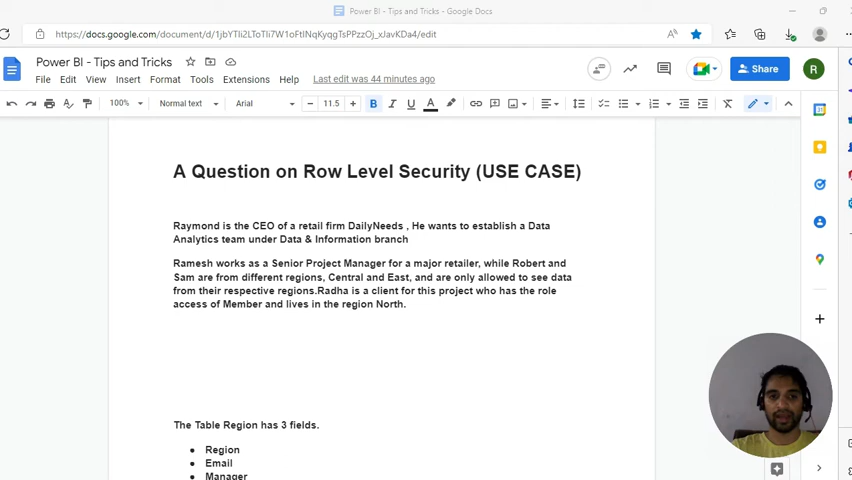 Power BI - Tips and Tricks - Google Docs
https://docs.google.com/document/d/1jbYTIi2LToTIi7W1oFtINqKyqgTsPPzzOj_xJavKDa4/edit
Power BI - Tips and Tricks
File Edit View Insert Format Tools Extensions Help Last edit was 44 minutes ago
Share
R
100% Normal text Arial 11.5 B I U A
A Question on Row Level Security (USE CASE)
Raymond is the CEO of a retail firm DailyNeeds , He wants to establish a Data
Analytics team under Data & Information branch
Ramesh works as a Senior Project Manager for a major retailer, while Robert and
Sam are from different regions, Central and East, and are only allowed to see data
from their respective regions.Radha is a client for this project who has the role
access of Member and lives in the region North.
The Table Region has 3 fields.
Region
Email
Manager